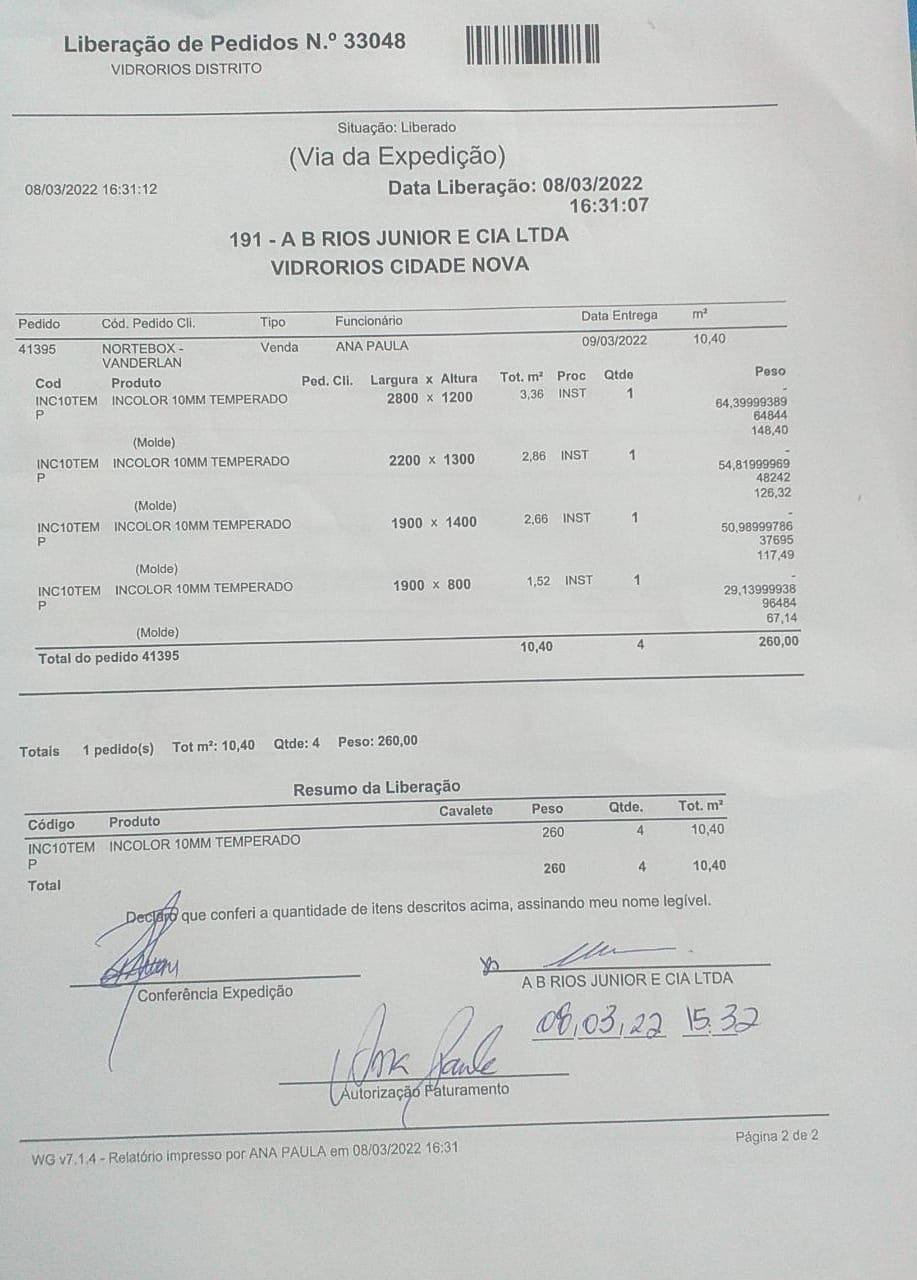 Liberação de Pedidos N.º 33048
VIDRORIOS DISTRITO
Situação: Liberado
(Via da Expedição)
08/03/2022 16:31:12
Data Liberação: 08/03/2022
16:31:07
191 - A B RIOS JUNIOR E CIA LTDA
VIDRORIOS CIDADE NOVA
Pedido Cód. Pedido Cli. Tipo Funcionário Data Entrega m²
41395 NORTEBOX - Venda ANA PAULA 09/03/2022 10,40
VANDERLAN
Cod Produto Ped. Cli. Largura x Altura Tot. m² Proc Qtde Peso
INC10TEM INCOLOR 10MM TEMPERADO 2800 x 1200 3,36 INST 1 -
P 64,39999389
64844
(Molde) 148,40
INC10TEM INCOLOR 10MM TEMPERADO 2200 x 1300 2,86 INST 1 -
P 54,81999969
48242
(Molde) 126,32
INC10TEM INCOLOR 10MM TEMPERADO 1900 x 1400 2,66 INST 1 -
P 50,98999786
37695
(Molde) 117,49
INC10TEM INCOLOR 10MM TEMPERADO 1900 x 800 1,52 INST 1 -
P 29,13999938
96484
(Molde) 67,14
Total do pedido 41395 10,40 4 260,00
Totais 1 pedido(s) Tot m²: 10,40 Qtde: 4 Peso: 260,00
Resumo da Liberação
Código Produto Cavalete Peso Qtde. Tot. m²
INC10TEM INCOLOR 10MM TEMPERADO 260 4 10,40
P
Total 260 4 10,40
Declaro que conferi a quantidade de itens descritos acima, assinando meu nome legível.
Conferência Expedição
A B RIOS JUNIOR E CIA LTDA
08,03,22 15:32
Ana Paula
Autorização Faturamento
WG v7.1.4 - Relatório impresso por ANA PAULA em 08/03/2022 16:31
Página 2 de 2